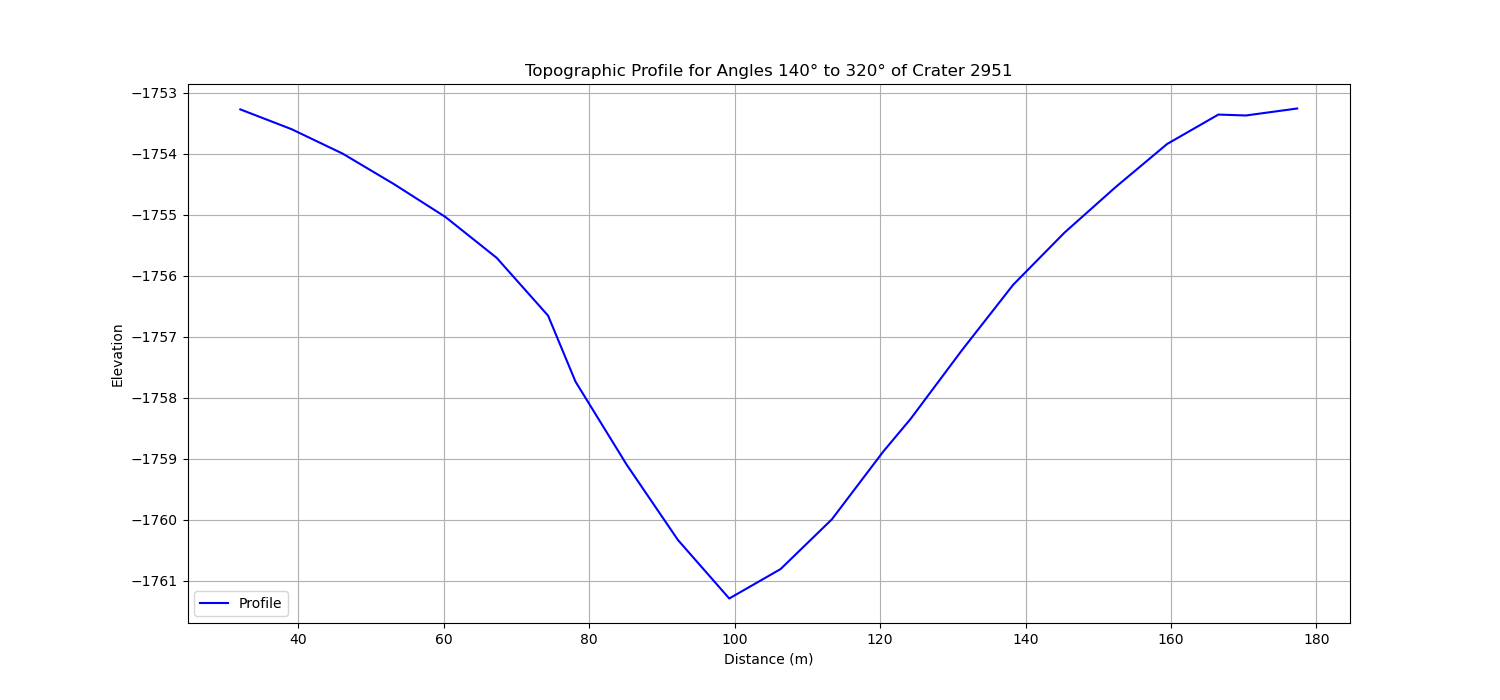 Topographic Profile for Angles 140° to 320° of Crater 2951
−1753
−1754
−1755
−1756
−1757
−1758
−1759
−1760
−1761
Elevation
Profile
40 60 80 100 120 140 160 180
Distance (m)